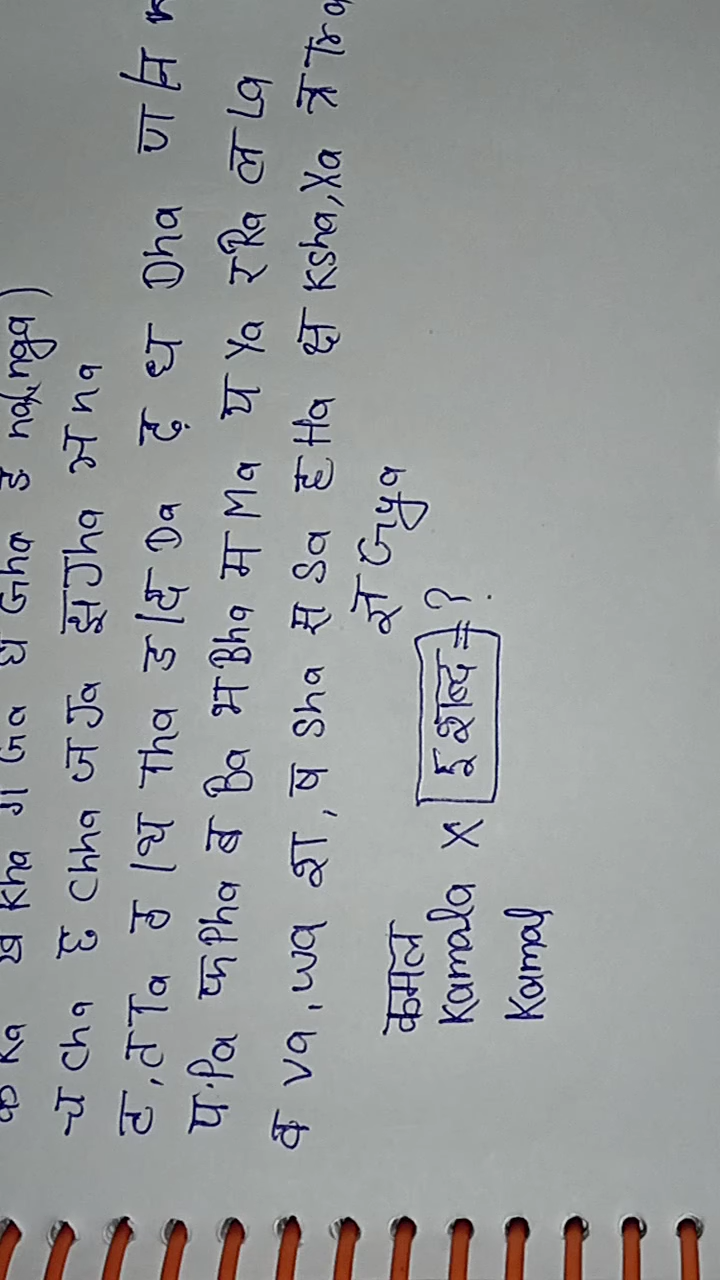 क Ka ख Kha ग Ga घ Gha ङ na(nga)
च Cha छ Chha ज Ja झ Jha ञ na
ट, त Ta ठ / थ Tha ड / द Da ढ़ ध Dha ण / न
प Pa फ Pha ब Ba भ Bha म Ma य Ya र Ra ल La
व va, wa श, ष Sha स Sa ह Ha क्ष Ksha, Xa त्र Tra
ज्ञ Gya
कमल
Kamala x इ शब्द = ?
Kamal